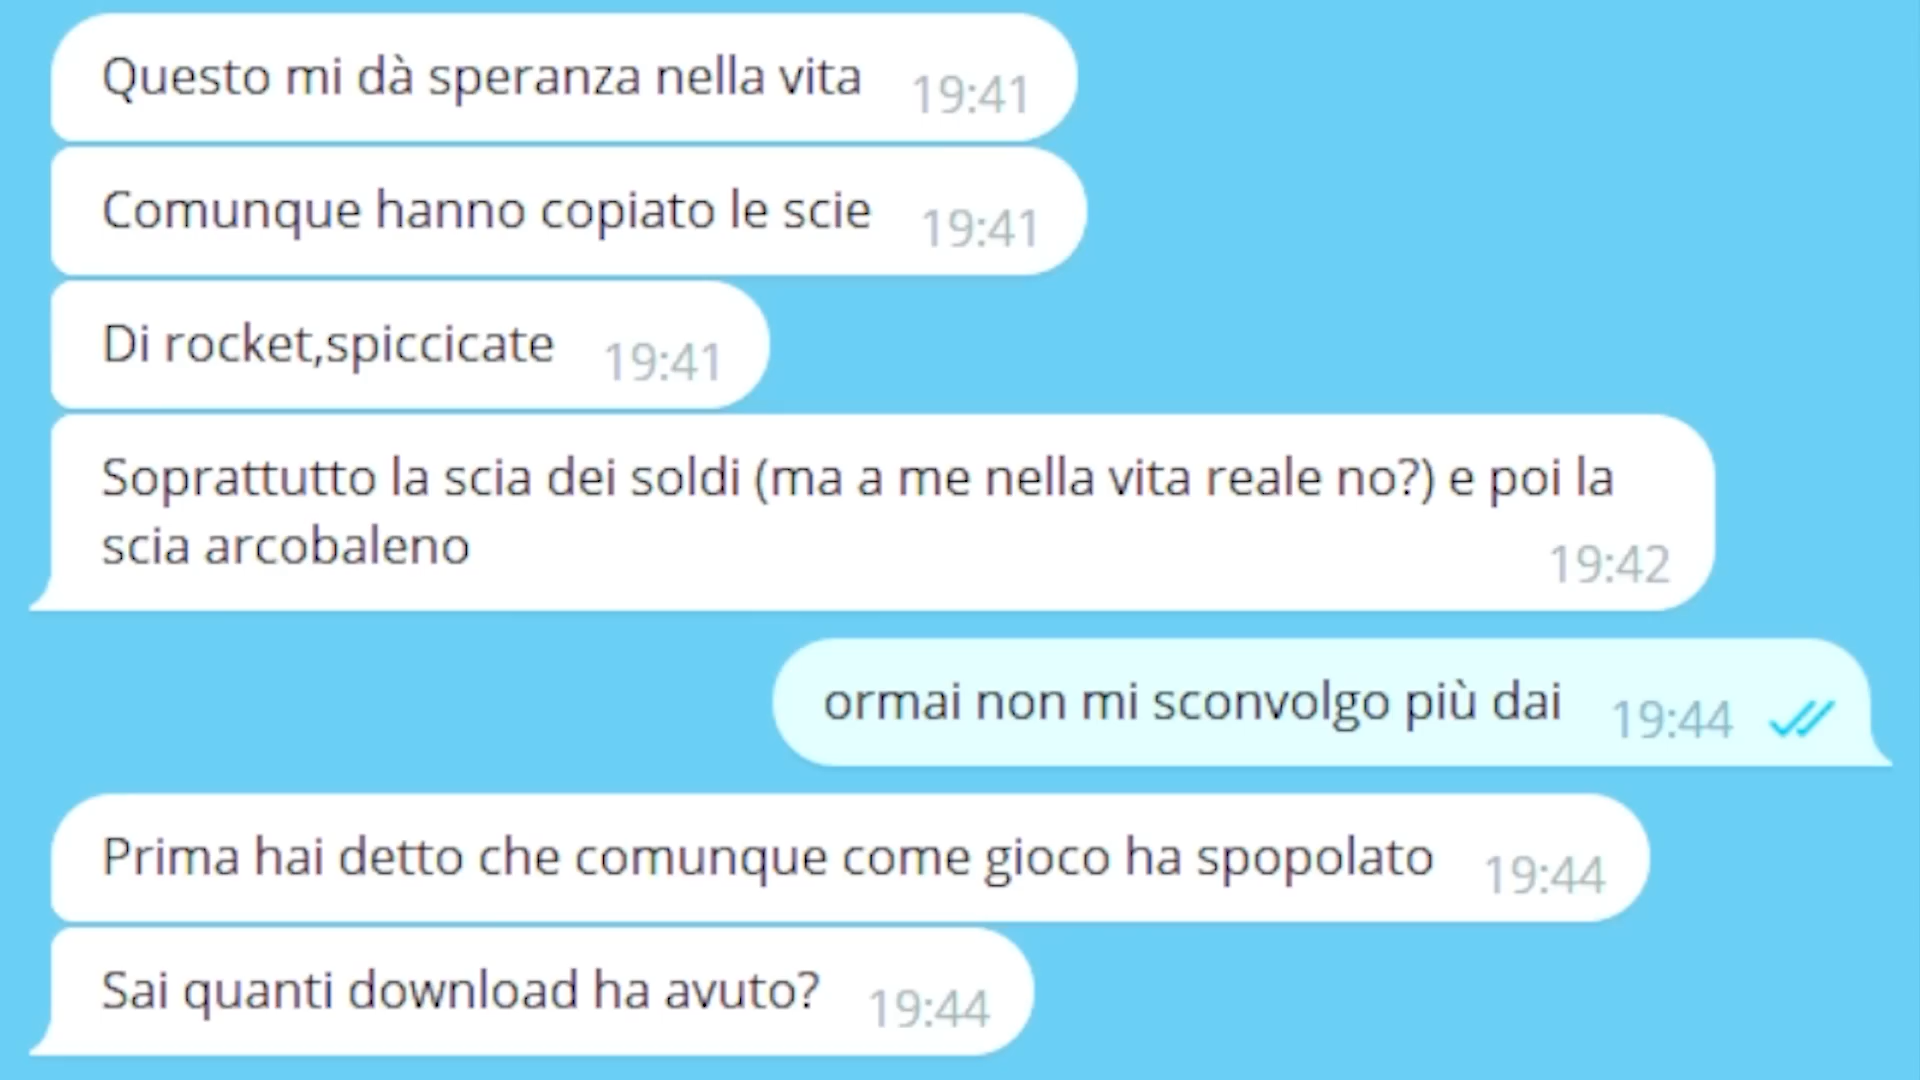 Questo mi dà speranza nella vita 19:41
Comunque hanno copiato le scie 19:41
Di rocket,spiccicate 19:41
Soprattutto la scia dei soldi (ma a me nella vita reale no?) e poi la
scia arcobaleno 19:42
ormai non mi sconvolgo più dai 19:44
Prima hai detto che comunque come gioco ha spopolato 19:44
Sai quanti download ha avuto? 19:44